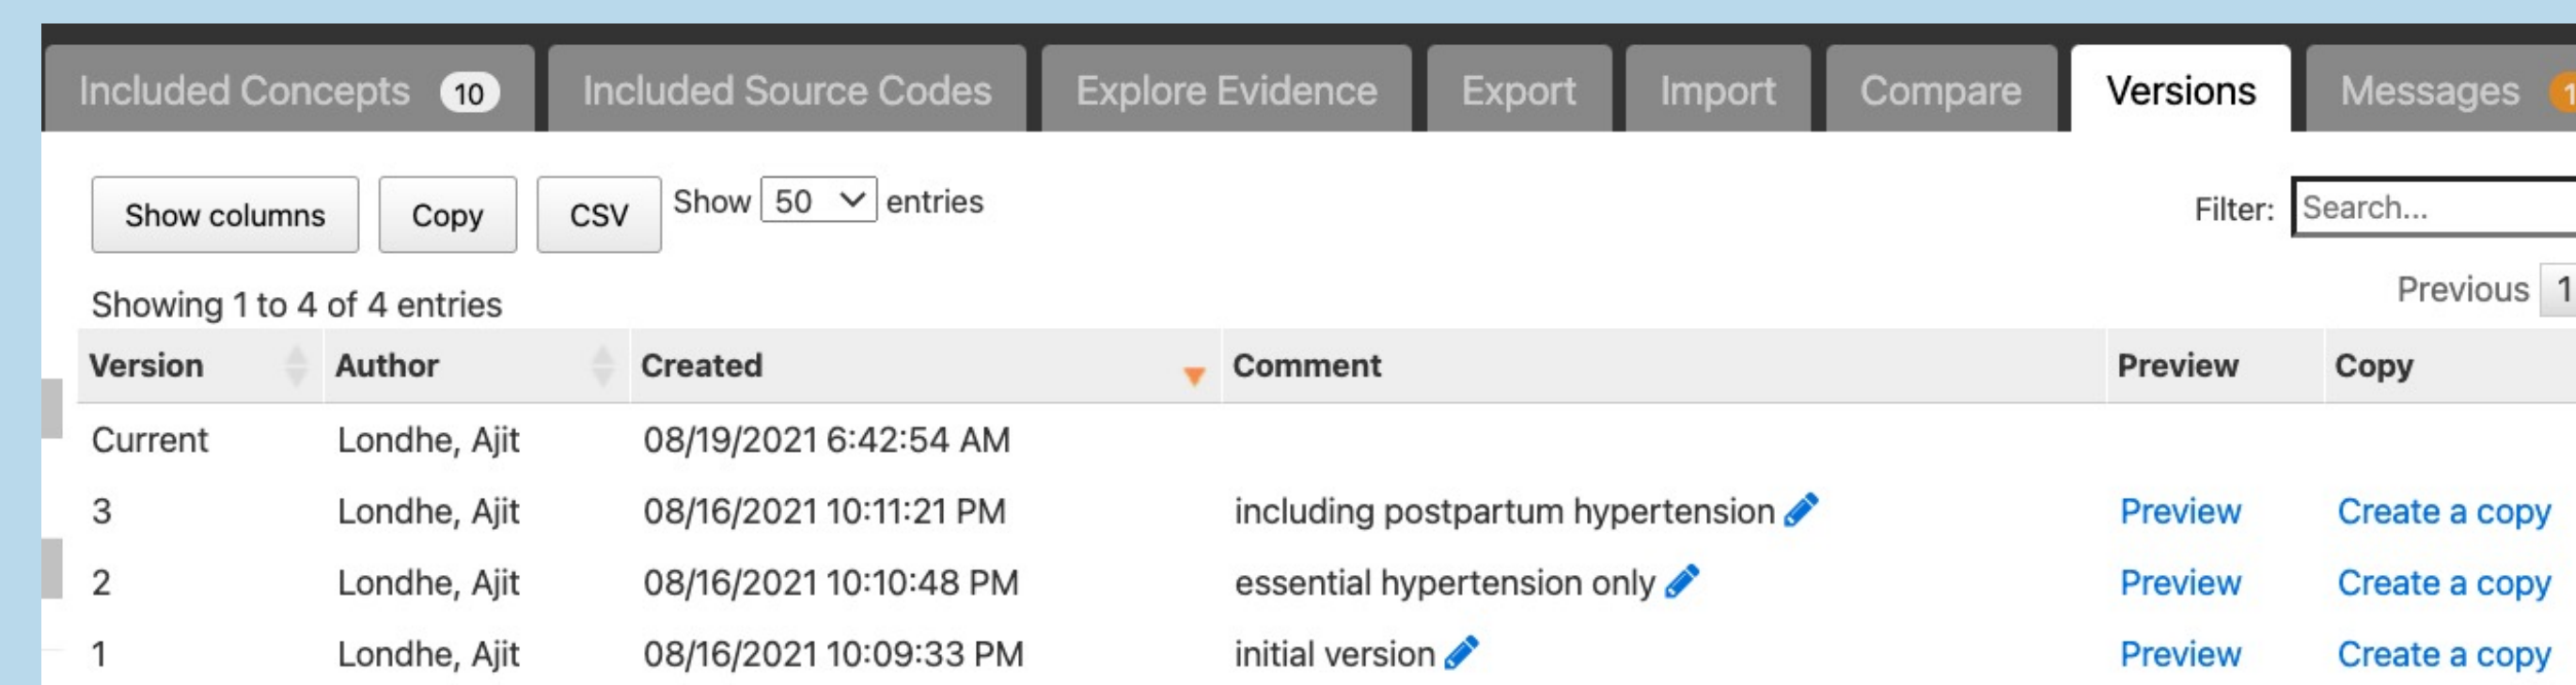 Included Concepts 10 Included Source Codes Explore Evidence Export Import Compare Versions Messages
Show columns Copy CSV Show 50 entries Filter: Search...
Previous 1
Showing 1 to 4 of 4 entries
Version Author Created Comment Preview Copy
Current Londhe, Ajit 08/19/2021 6:42:54 AM
3 Londhe, Ajit 08/16/2021 10:11:21 PM including postpartum hypertension Preview Create a copy
2 Londhe, Ajit 08/16/2021 10:10:48 PM essential hypertension only Preview Create a copy
1 Londhe, Ajit 08/16/2021 10:09:33 PM initial version Preview Create a copy